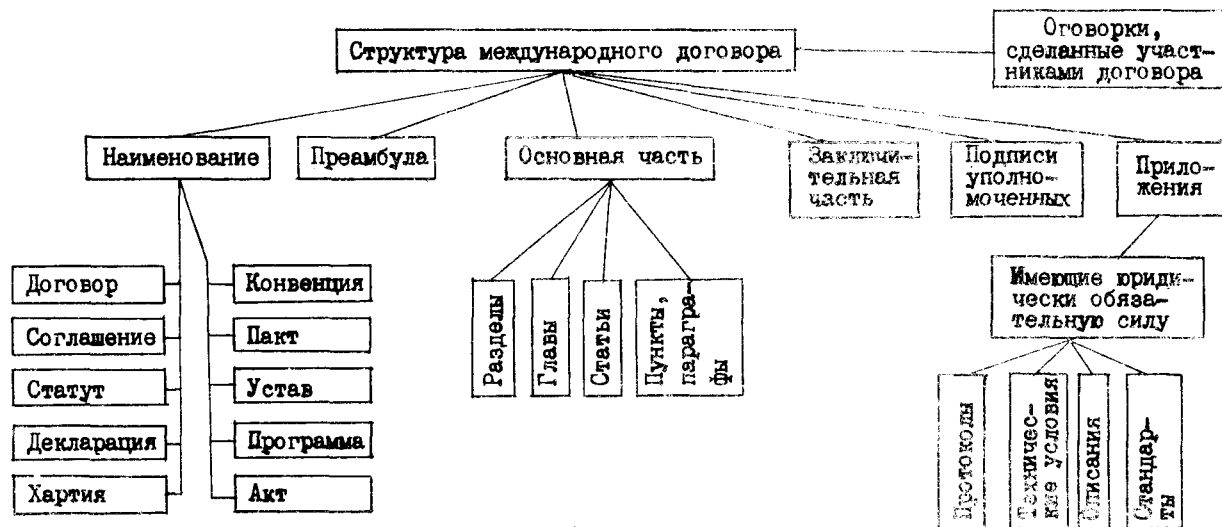 Структура международного договора
Оговорки,
сделанные участ-
никами договора
Наименование
Преамбула
Основная часть
Заключи-
тельная
часть
Подписи
уполно-
моченных
Прило-
жения
Договор
Соглашение
Статут
Декларация
Хартия
Конвенция
Пакт
Устав
Программа
Акт
Разделы
Главы
Статьи
Пункты,
парагра-
фы
Имеющие юриди-
чески обяза-
тельную силу
Протоколы
Техничес-
кие условия
Описания
Стандар-
ты